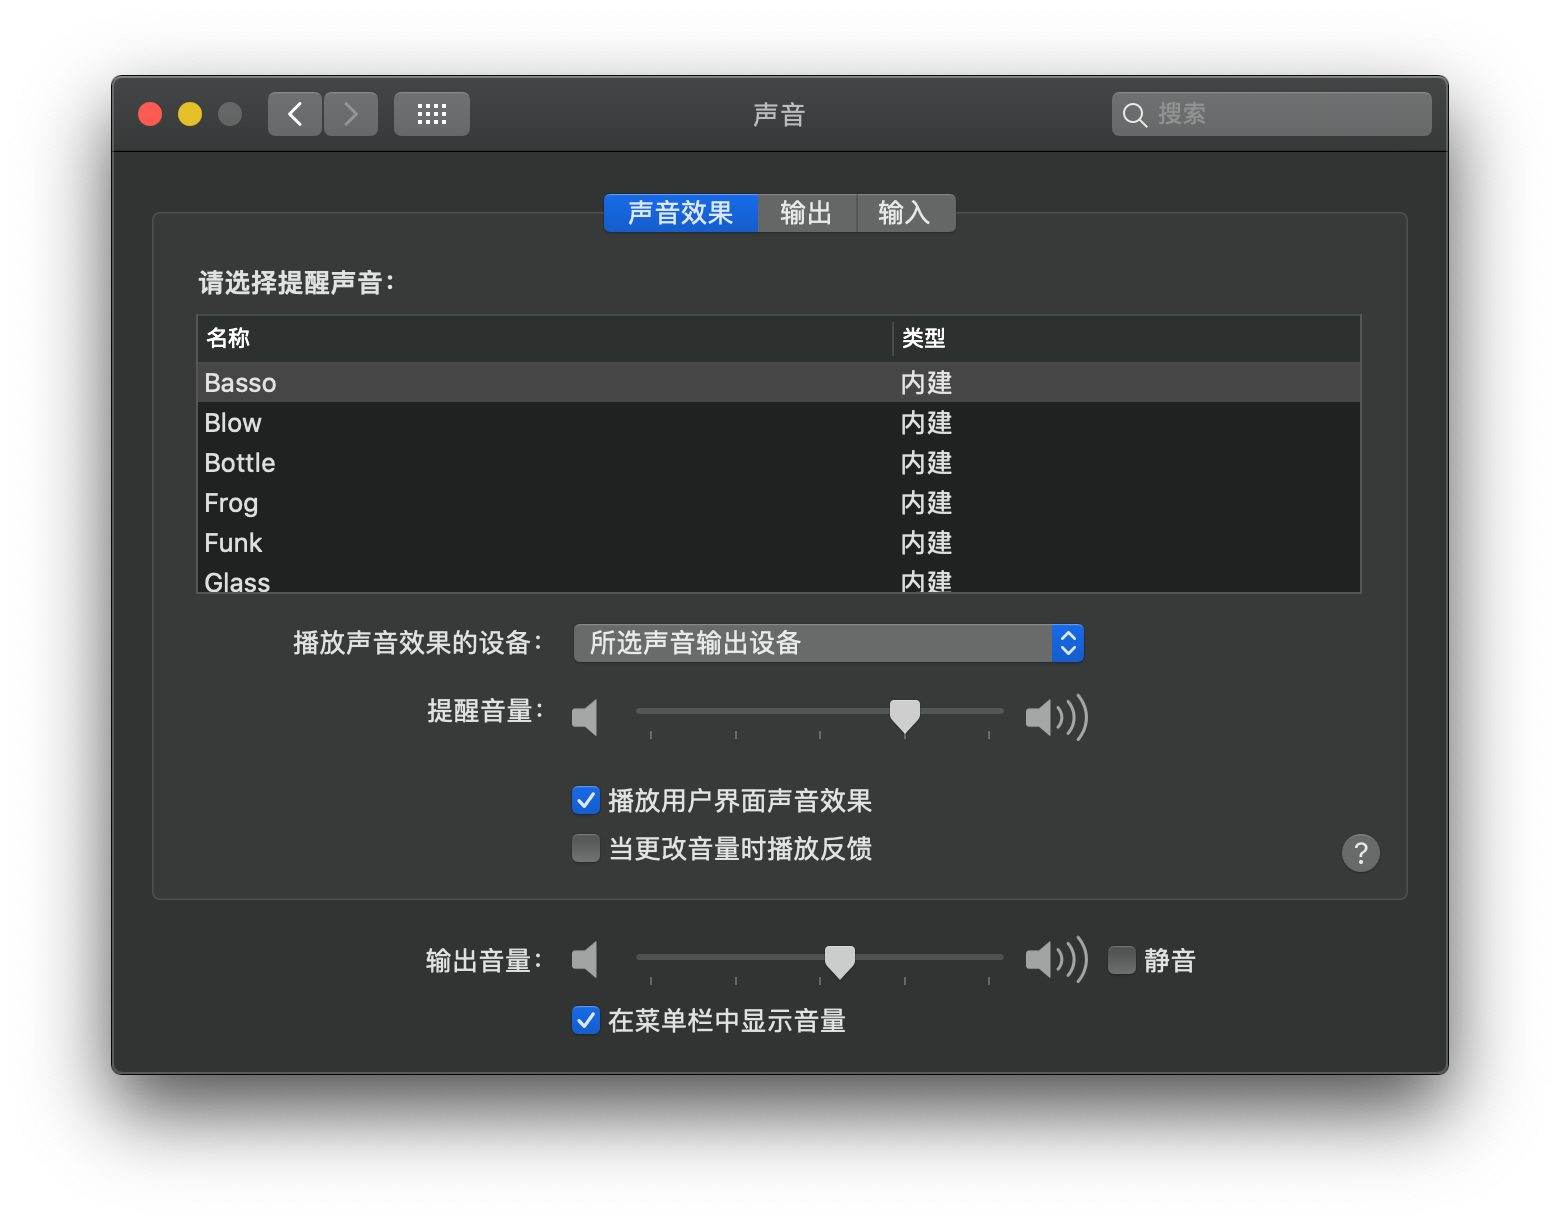 声音
搜索
声音效果 输出 输入
请选择提醒声音：
名称 类型
Basso 内建
Blow 内建
Bottle 内建
Frog 内建
Funk 内建
Glass 内建
播放声音效果的设备： 所选声音输出设备
提醒音量：
播放用户界面声音效果
当更改音量时播放反馈
?
输出音量： 静音
在菜单栏中显示音量